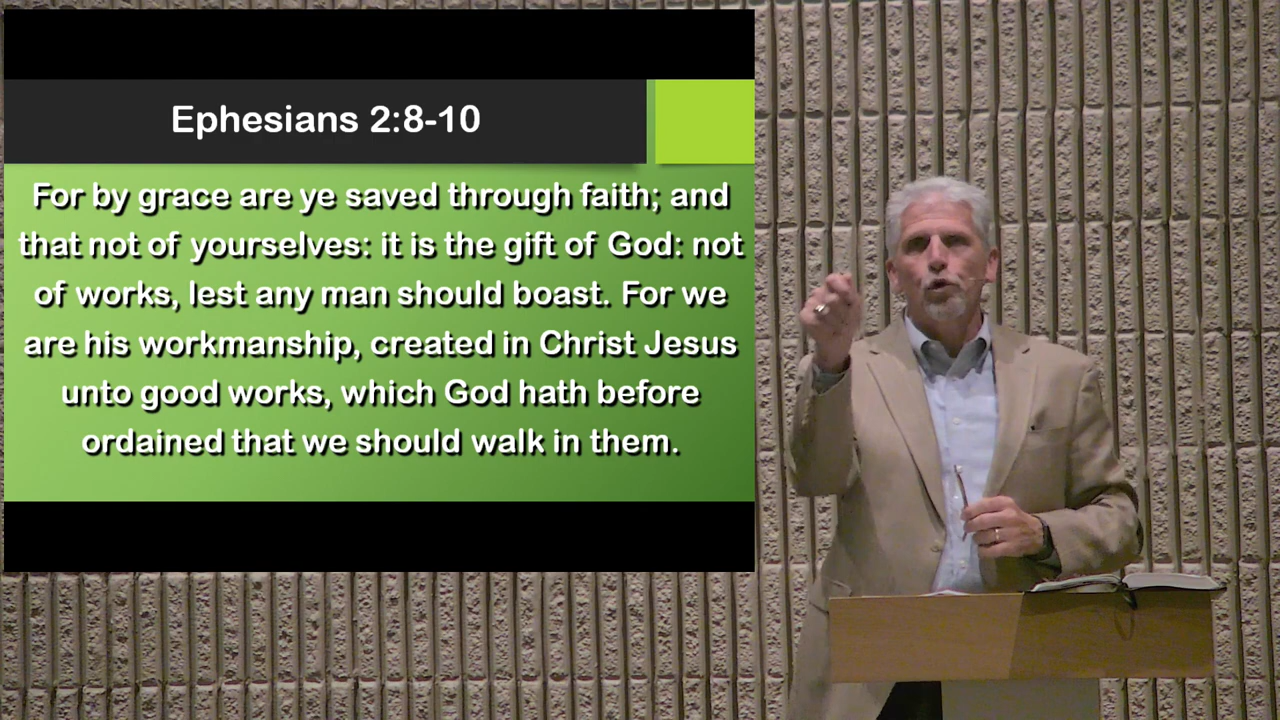 Ephesians 2:8-10
For by grace are ye saved through faith; and
that not of yourselves: it is the gift of God: not
of works, lest any man should boast. For we
are his workmanship, created in Christ Jesus
unto good works, which God hath before
ordained that we should walk in them.